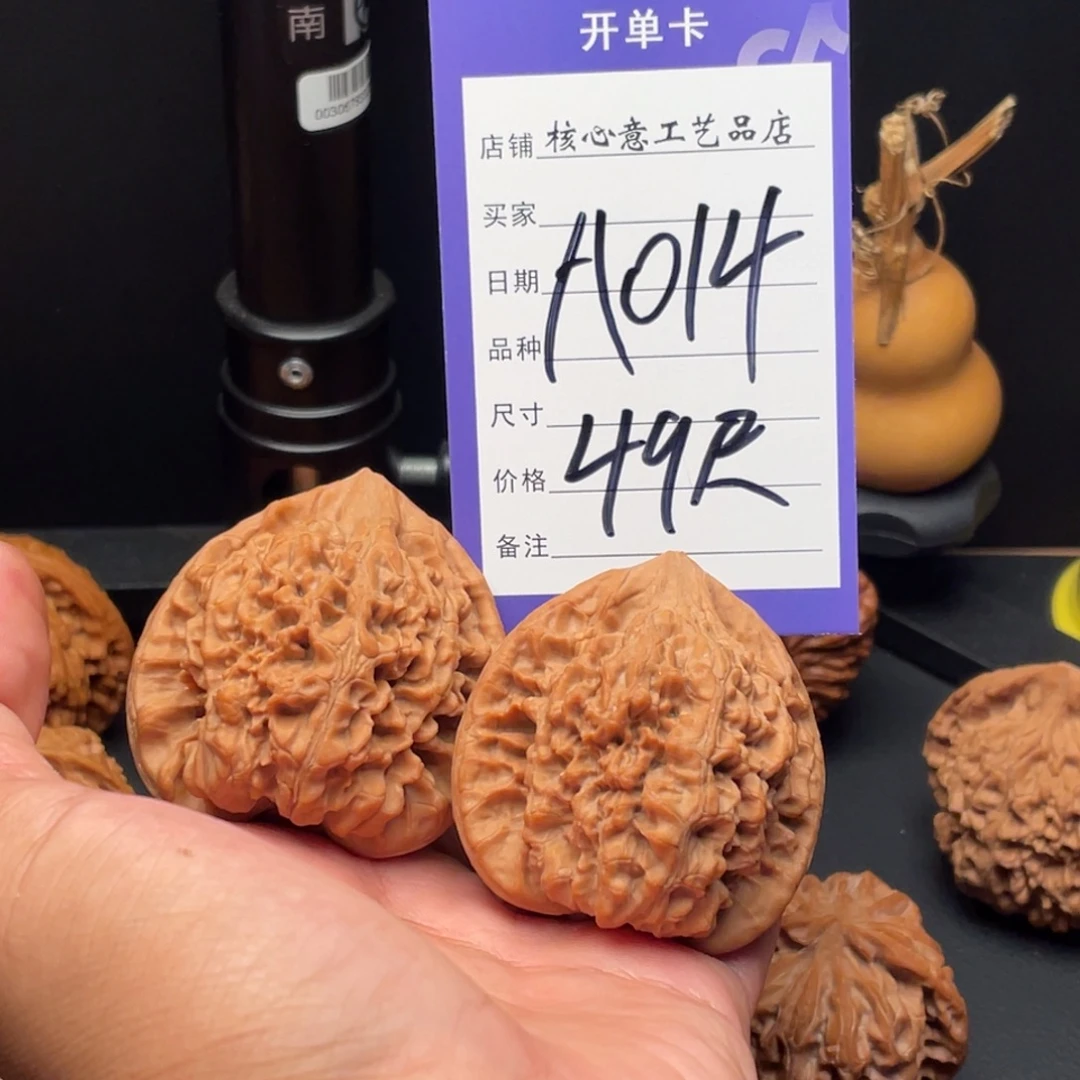 南
开单卡
店铺 核心意工艺品店
买家
日期 A014
品种
尺寸
价格 49R
备注